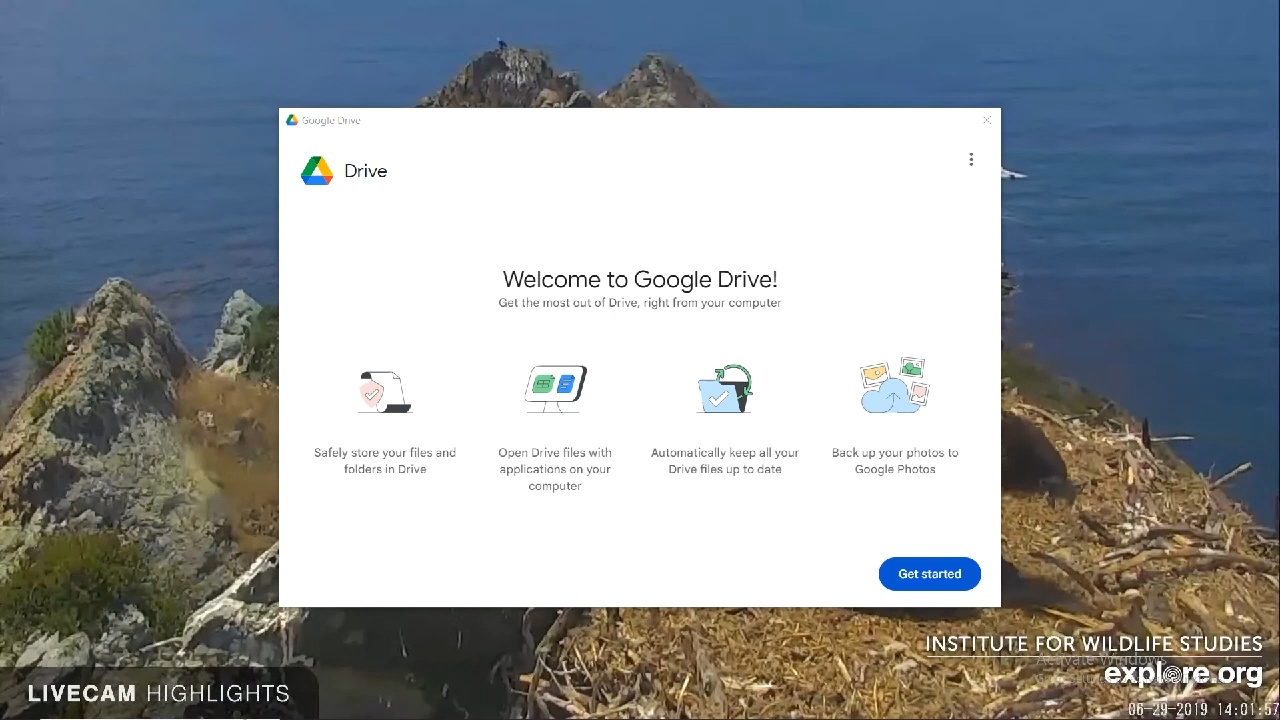 Google Drive
Drive
Welcome to Google Drive!
Get the most out of Drive, right from your computer
Safely store your files and
folders in Drive
Open Drive files with
applications on your
computer
Automatically keep all your
Drive files up to date
Back up your photos to
Google Photos
Get started
INSTITUTE FOR WILDLIFE STUDIES
Activate Windows
explore.org
LIVECAM HIGHLIGHTS
06-29-2019 14:01:57